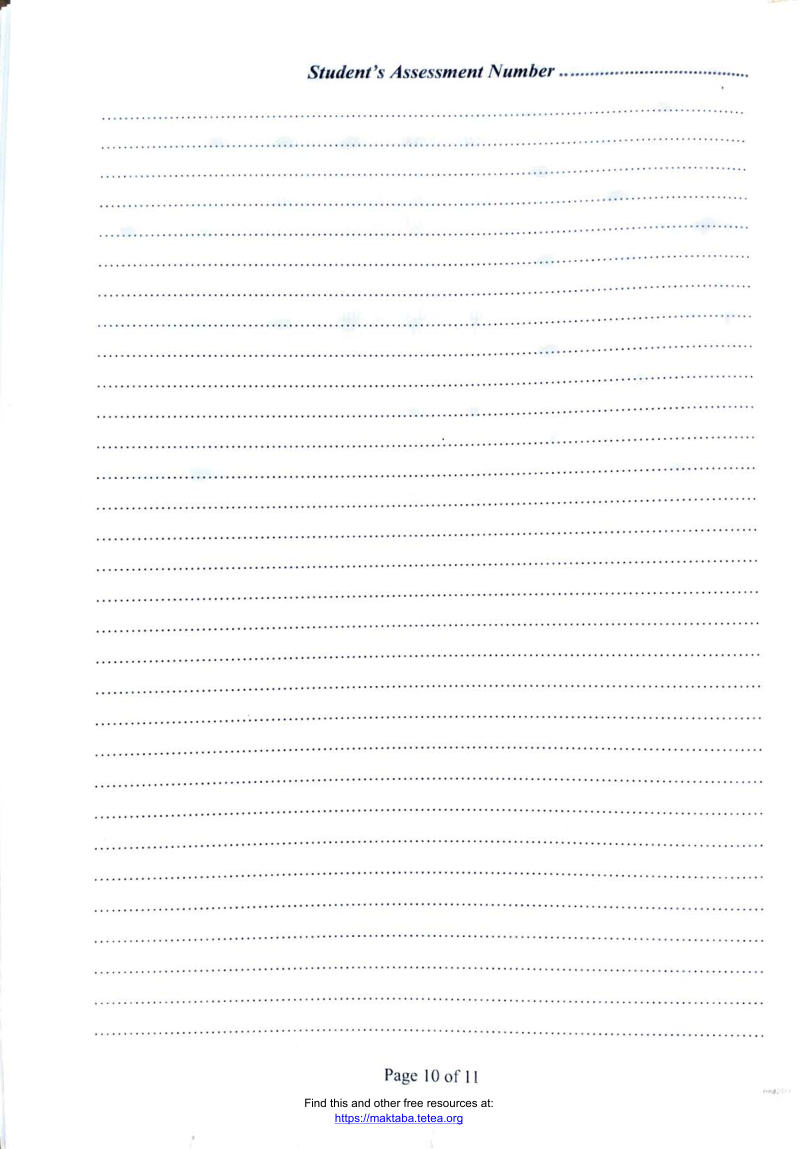 Student's Assessment Number ........................................
Page 10 of 11
Find this and other free resources at:
https://maktaba.tetea.org